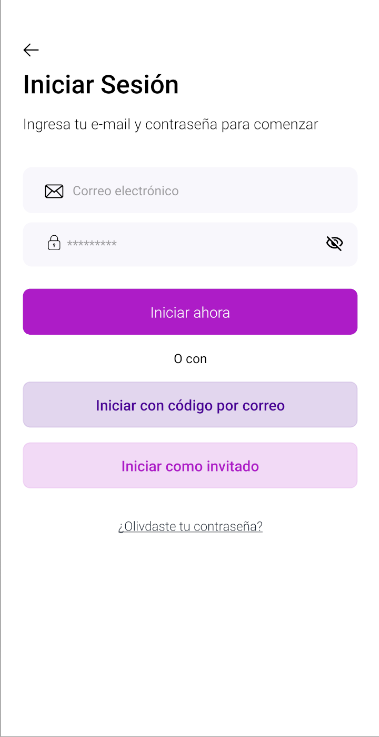 Iniciar Sesión
Ingresa tu e-mail y contraseña para comenzar
Correo electrónico
*********
Iniciar ahora
O con
Iniciar con código por correo
Iniciar como invitado
¿Olivdaste tu contraseña?